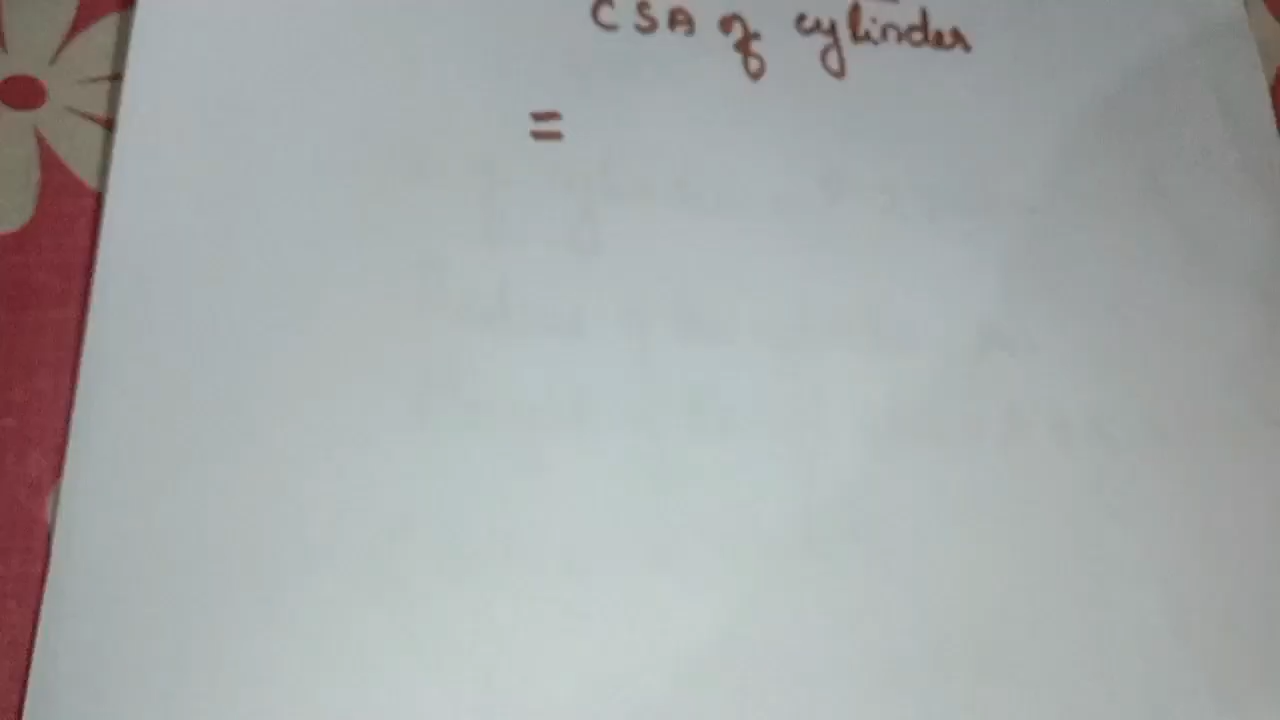 CSA of cylinder
=